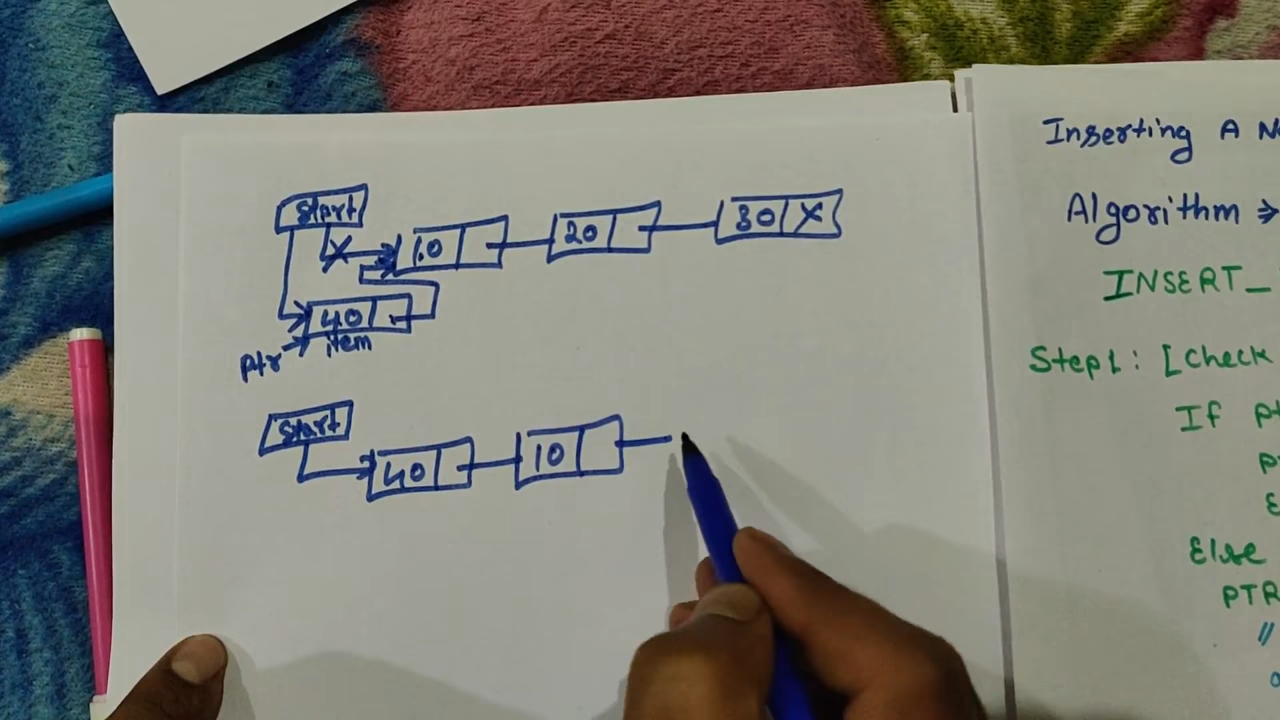 Start
10 20 30 X
X
40
Ptr item
Start
40 10
Inserting A
Algorithm ⇒
INSERT_
Step1: [Check
If
Else
PTR
//